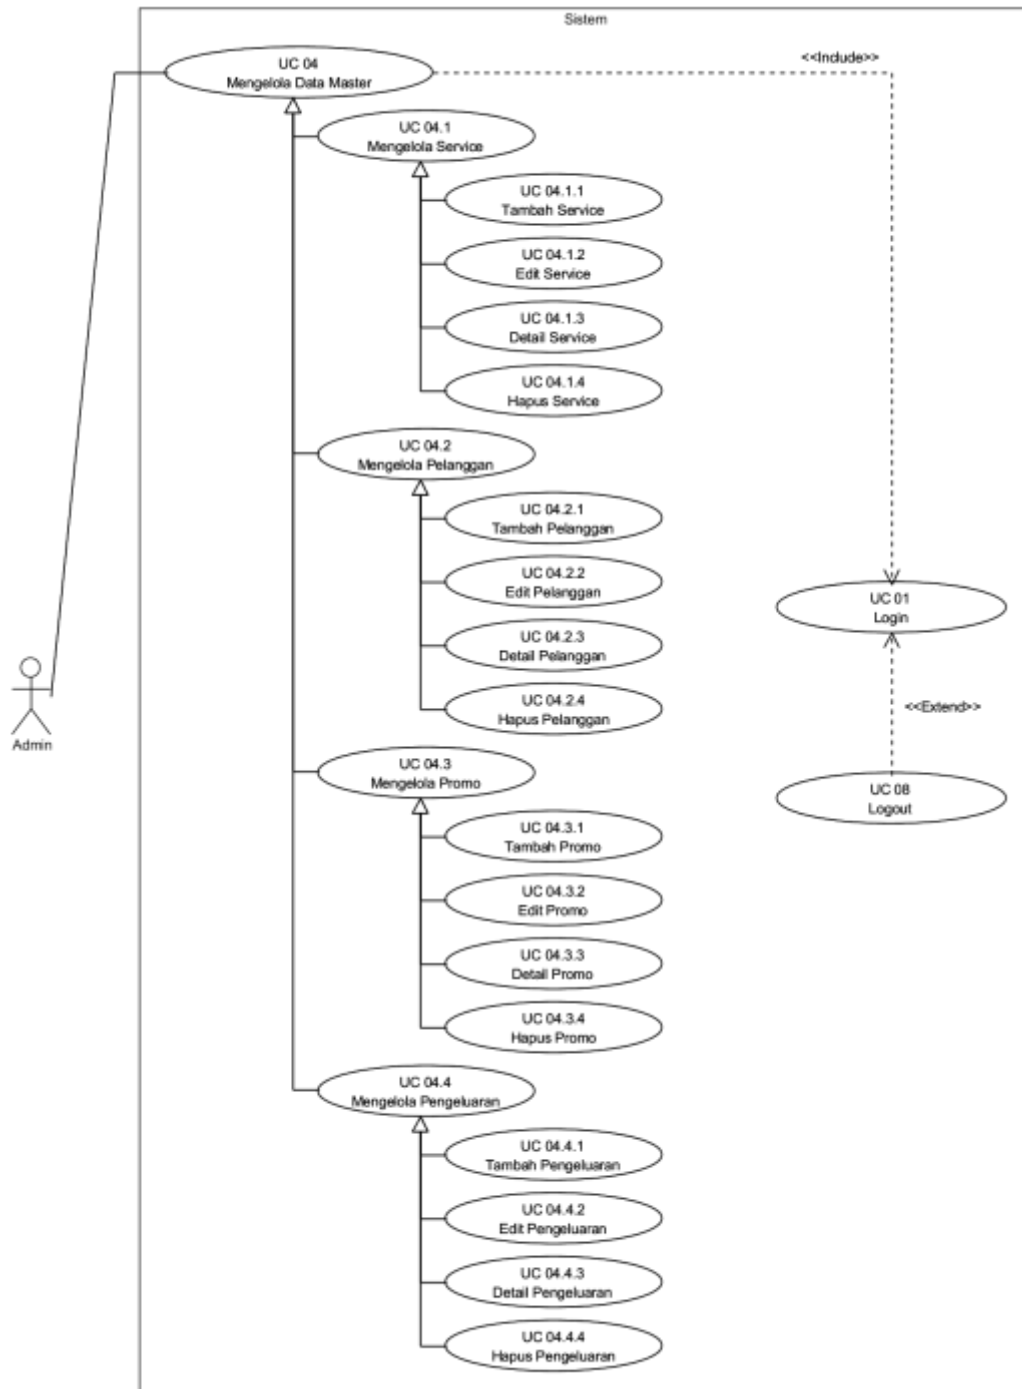 Sistem
UC 04
Mengelola Data Master
<<Include>>
UC 04.1
Mengelola Service
UC 04.1.1
Tambah Service
UC 04.1.2
Edit Service
UC 04.1.3
Detail Service
UC 04.1.4
Hapus Service
UC 04.2
Mengelola Pelanggan
UC 04.2.1
Tambah Pelanggan
UC 04.2.2
Edit Pelanggan
UC 04.2.3
Detail Pelanggan
UC 04.2.4
Hapus Pelanggan
UC 01
Login
<<Extend>>
UC 08
Logout
Admin
UC 04.3
Mengelola Promo
UC 04.3.1
Tambah Promo
UC 04.3.2
Edit Promo
UC 04.3.3
Detail Promo
UC 04.3.4
Hapus Promo
UC 04.4
Mengelola Pengeluaran
UC 04.4.1
Tambah Pengeluaran
UC 04.4.2
Edit Pengeluaran
UC 04.4.3
Detail Pengeluaran
UC 04.4.4
Hapus Pengeluaran